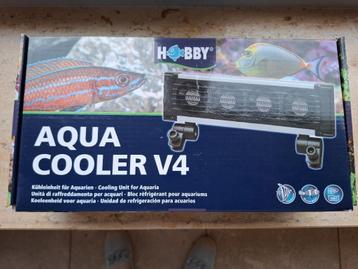 HOBBY
AQUA
COOLER V4
Kühleinheit für Aquarien · Cooling Unit for Aquaria
Unità di raffreddamento per acquari · Bloc réfrigérant pour aquariums
Koeleenheid voor aquaria · Unidad de refrigeración para acuarios